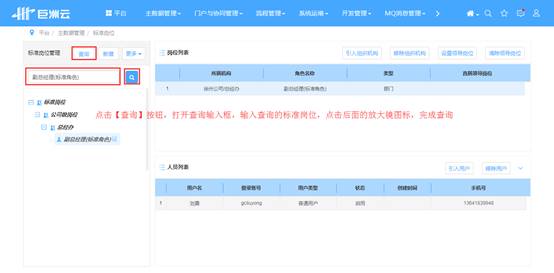 巨洲云
平台 主数据管理 门户与协同管理 流程管理 系统运维 开发管理 MQ消息管理
平台 / 主数据管理 / 标准岗位
标准岗位管理 查询 新增 更多
副总经理(标准角色)
标准岗位
公司级岗位
总经办
副总经理(标准角色)
岗位列表 引入组织机构 移除组织机构 设置领导岗位 清除领导岗位
所属机构 角色名称 类型 直属领导岗位
1 徐州公司/总经办 副总经理(标准角色) 部门
点击【查询】按钮，打开查询输入框，输入查询的标准岗位，点击后面的放大镜图标，完成查询
人员列表 引入用户 移除用户
用户名 登录账号 用户类型 状态 创建时间 手机号
1 普通用户 启用